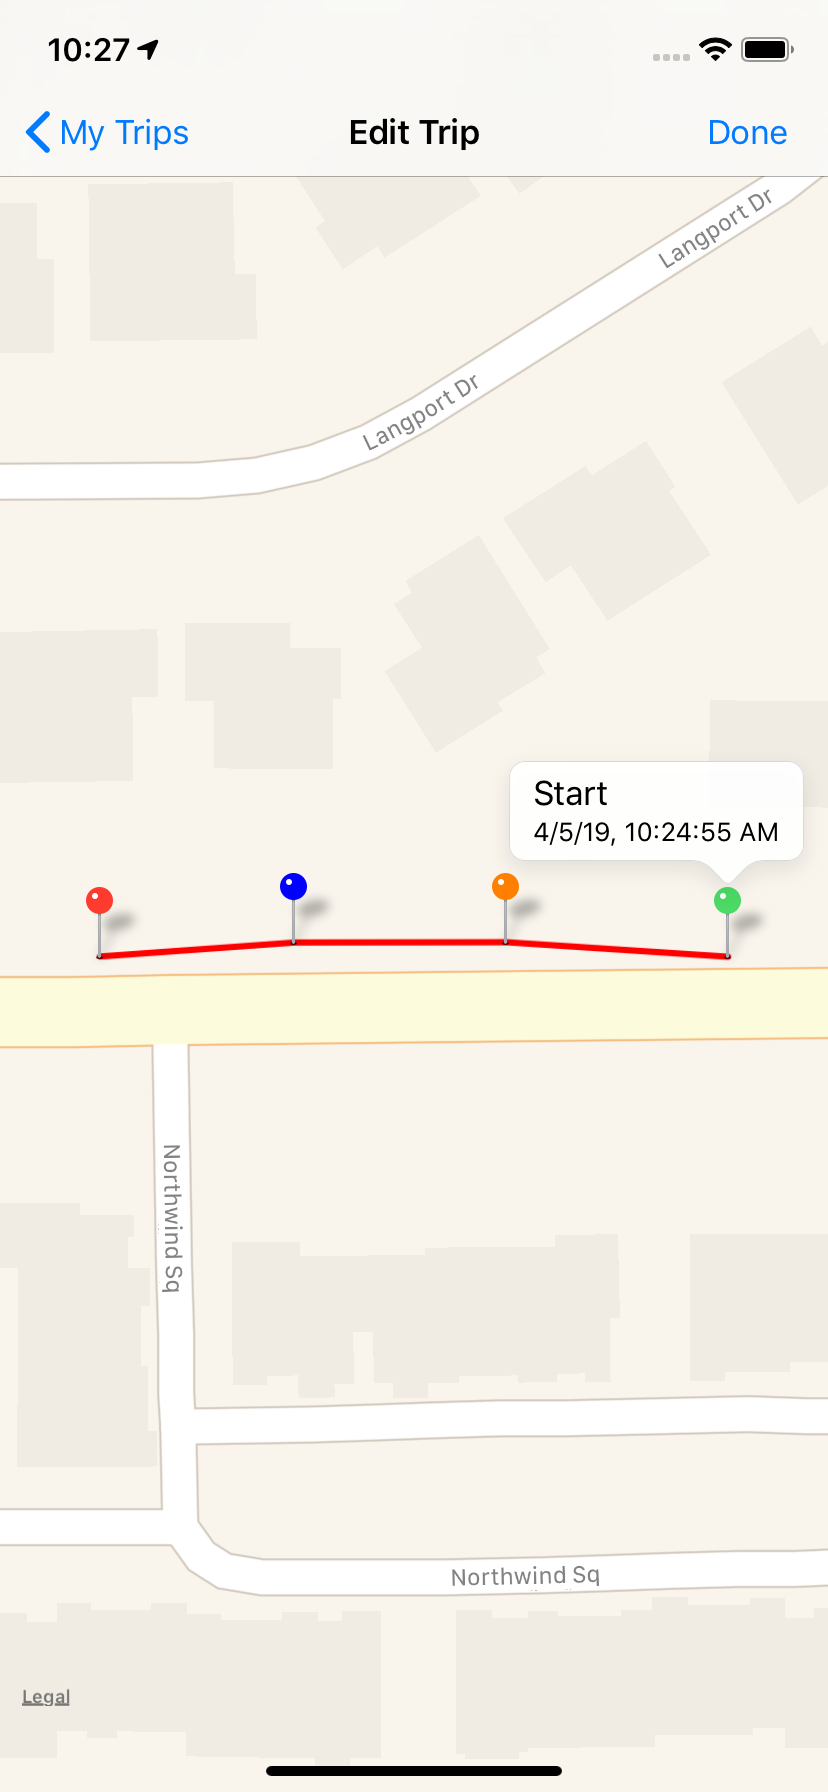 10:27
My Trips
Edit Trip
Done
Langport Dr
Langport Dr
Start
4/5/19, 10:24:55 AM
Northwind Sq
Northwind Sq
Legal